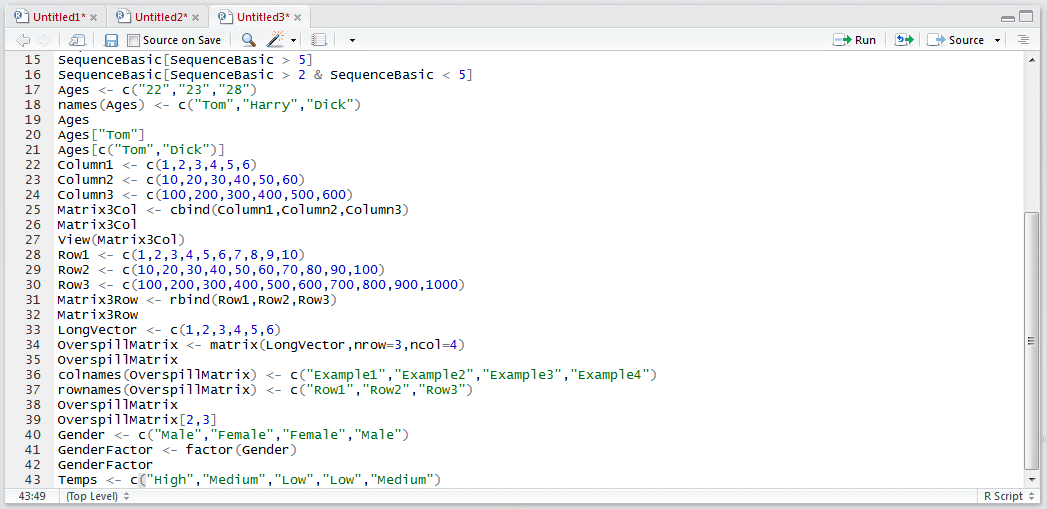 Untitled1* Untitled2* Untitled3*
Source on Save Run Source
15 SequenceBasic[SequenceBasic > 5]
16 SequenceBasic[SequenceBasic > 2 & SequenceBasic < 5]
17 Ages <- c("22","23","28")
18 names(Ages) <- c("Tom","Harry","Dick")
19 Ages
20 Ages["Tom"]
21 Ages[c("Tom","Dick")]
22 Column1 <- c(1,2,3,4,5,6)
23 Column2 <- c(10,20,30,40,50,60)
24 Column3 <- c(100,200,300,400,500,600)
25 Matrix3Col <- cbind(Column1,Column2,Column3)
26 Matrix3Col
27 View(Matrix3Col)
28 Row1 <- c(1,2,3,4,5,6,7,8,9,10)
29 Row2 <- c(10,20,30,40,50,60,70,80,90,100)
30 Row3 <- c(100,200,300,400,500,600,700,800,900,1000)
31 Matrix3Row <- rbind(Row1,Row2,Row3)
32 Matrix3Row
33 LongVector <- c(1,2,3,4,5,6)
34 OverspillMatrix <- matrix(LongVector,nrow=3,ncol=4)
35 OverspillMatrix
36 colnames(OverspillMatrix) <- c("Example1","Example2","Example3","Example4")
37 rownames(OverspillMatrix) <- c("Row1","Row2","Row3")
38 OverspillMatrix
39 OverspillMatrix[2,3]
40 Gender <- c("Male","Female","Female","Male")
41 GenderFactor <- factor(Gender)
42 GenderFactor
43 Temps <- c("High","Medium","Low","Low","Medium")
43:49 (Top Level) R Script